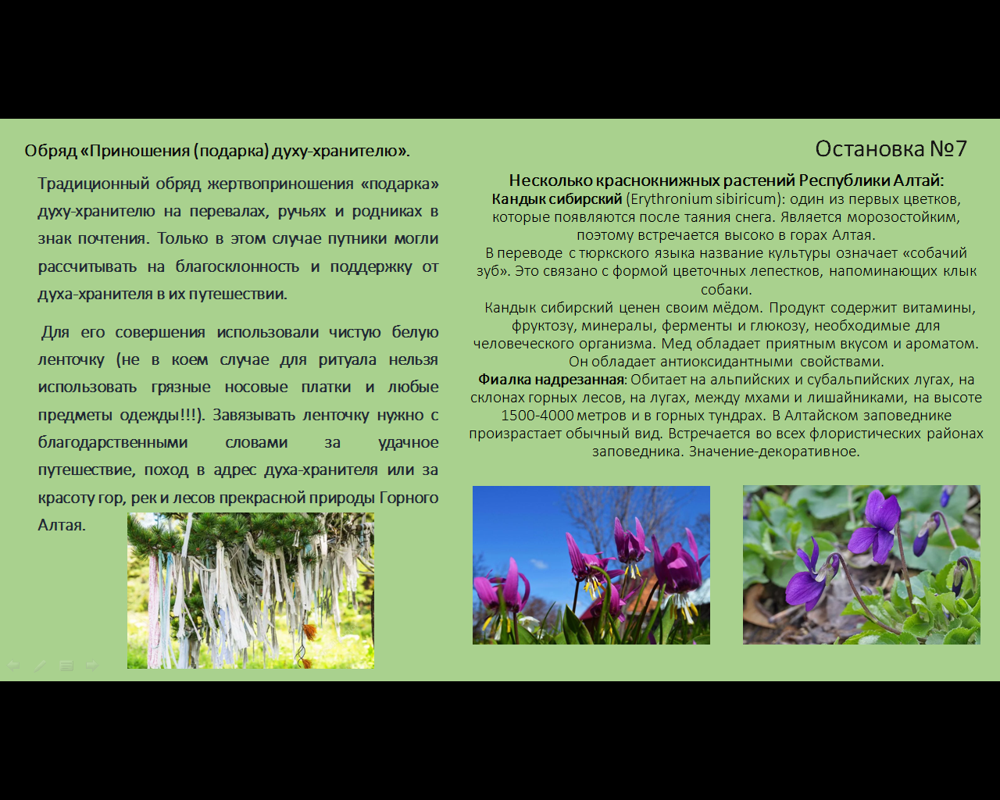 Обряд «Приношения (подарка) духу-хранителю».
Традиционный обряд жертвоприношения «подарка»
духу-хранителю на перевалах, ручьях и родниках в
знак почтения. Только в этом случае путники могли
рассчитывать на благосклонность и поддержку от
духа-хранителя в их путешествии.
Для его совершения использовали чистую белую
ленточку (не в коем случае для ритуала нельзя
использовать грязные носовые платки и любые
предметы одежды!!!). Завязывать ленточку нужно с
благодарственными словами за удачное
путешествие, поход в адрес духа-хранителя или за
красоту гор, рек и лесов прекрасной природы Горного
Алтая.
Остановка №7
Несколько краснокнижных растений Республики Алтай:
Кандык сибирский (Erythronium sibiricum): один из первых цветков,
которые появляются после таяния снега. Является морозостойким,
поэтому встречается высоко в горах Алтая.
В переводе с тюркского языка название культуры означает «собачий
зуб». Это связано с формой цветочных лепестков, напоминающих клык
собаки.
Кандык сибирский ценен своим мёдом. Продукт содержит витамины,
фруктозу, минералы, ферменты и глюкозу, необходимые для
человеческого организма. Мед обладает приятным вкусом и ароматом.
Он обладает антиоксидантными свойствами.
Фиалка надрезанная: Обитает на альпийских и субальпийских лугах, на
склонах горных лесов, на лугах, между мхами и лишайниками, на высоте
1500-4000 метров и в горных тундрах. В Алтайском заповеднике
произрастает обычный вид. Встречается во всех флористических районах
заповедника. Значение-декоративное.